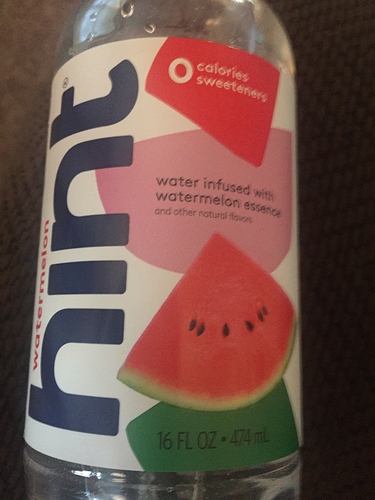 hint®
watermelon
0 calories
sweeteners
water infused with
watermelon essence
and other natural flavors
16 FL OZ • 474 mL